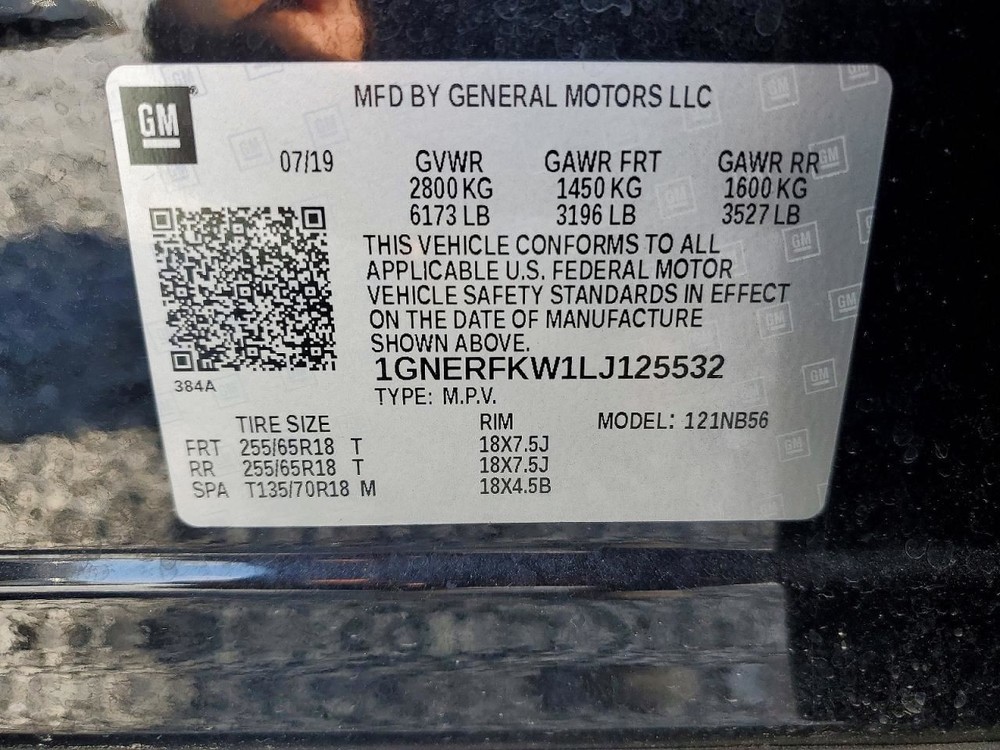 GM
MFD BY GENERAL MOTORS LLC
07/19 GVWR GAWR FRT GAWR RR
2800 KG 1450 KG 1600 KG
6173 LB 3196 LB 3527 LB
THIS VEHICLE CONFORMS TO ALL
APPLICABLE U.S. FEDERAL MOTOR
VEHICLE SAFETY STANDARDS IN EFFECT
ON THE DATE OF MANUFACTURE
SHOWN ABOVE.
1GNERFKW1LJ125532
384A
TYPE: M.P.V.
TIRE SIZE RIM MODEL: 121NB56
FRT 255/65R18 T 18X7.5J
RR 255/65R18 T 18X7.5J
SPA T135/70R18 M 18X4.5B